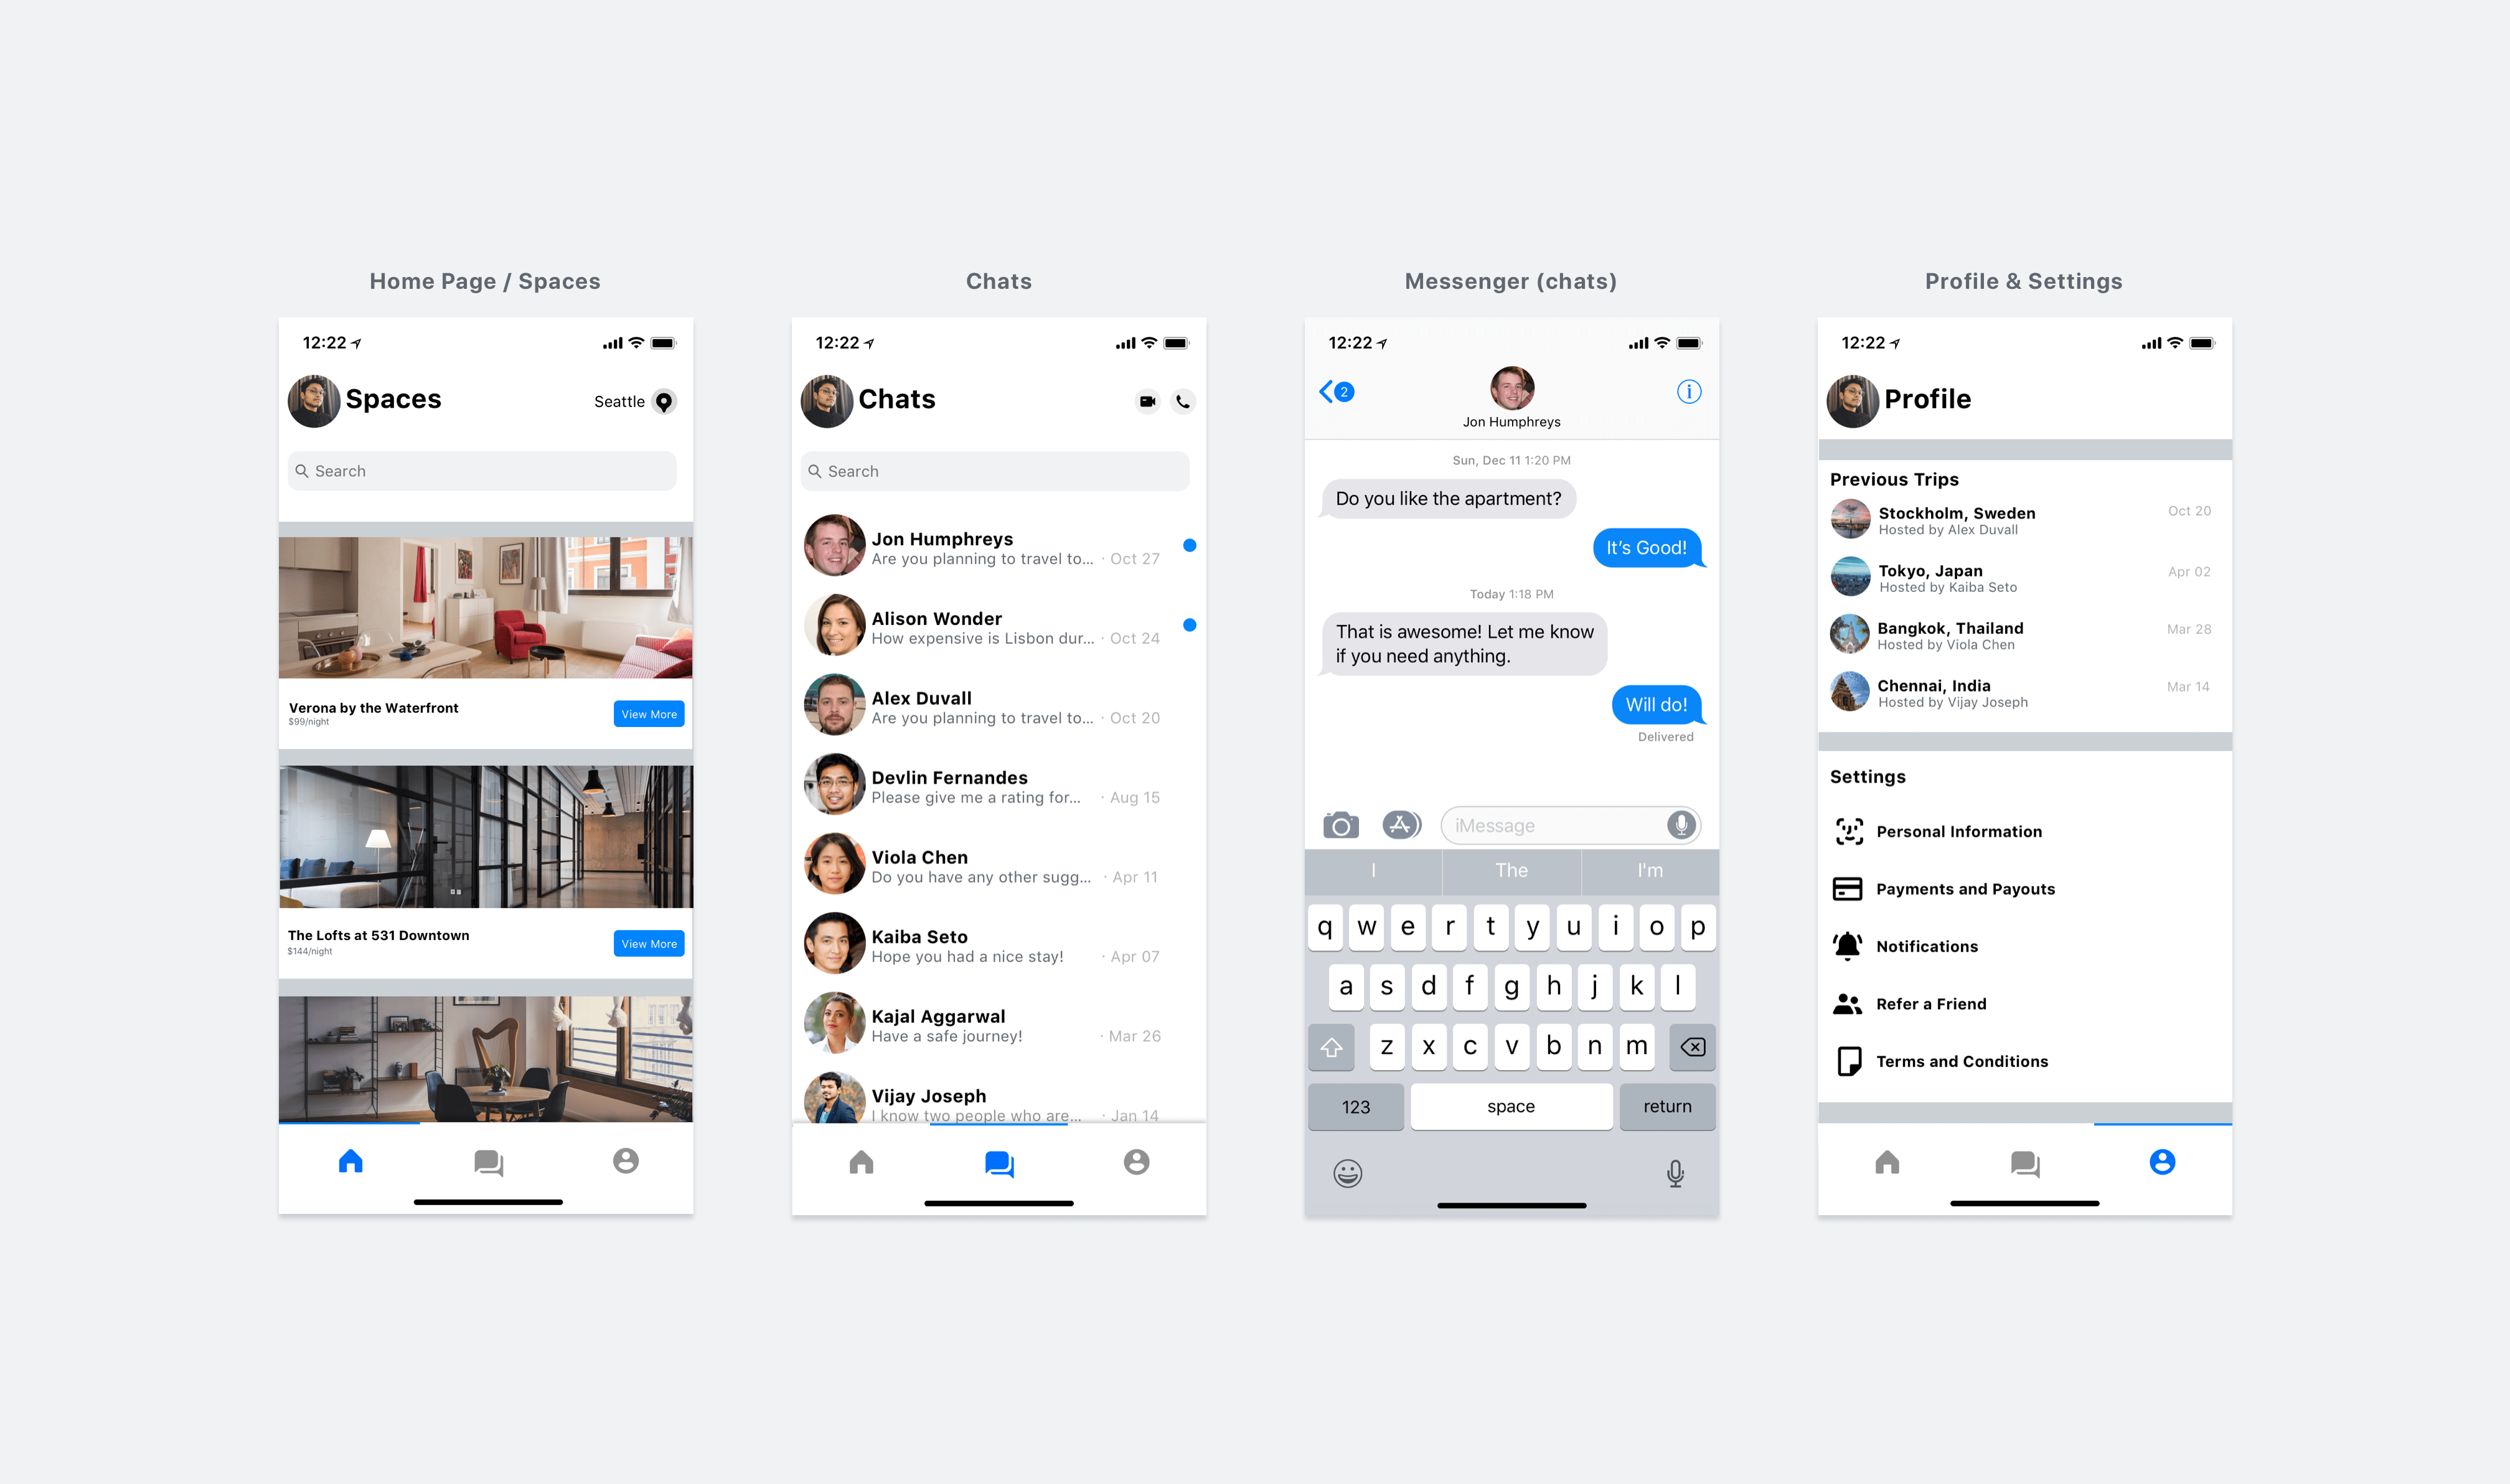 Home Page / Spaces
12:22
Spaces
Seattle
Search
Verona by the Waterfront
$99/night
View More
The Lofts at 531 Downtown
$144/night
View More
Chats
12:22
Chats
Search
Jon Humphreys
Are you planning to travel to... · Oct 27
Alison Wonder
How expensive is Lisbon dur... · Oct 24
Alex Duvall
Are you planning to travel to... · Oct 20
Devlin Fernandes
Please give me a rating for... · Aug 15
Viola Chen
Do you have any other sugg... · Apr 11
Kaiba Seto
Hope you had a nice stay! · Apr 07
Kajal Aggarwal
Have a safe journey! · Mar 26
Vijay Joseph
I know two people who are... · Jan 14
Messenger (chats)
12:22
2
Jon Humphreys
Sun, Dec 11 1:20 PM
Do you like the apartment?
It’s Good!
Today 1:18 PM
That is awesome! Let me know
if you need anything.
Will do!
Delivered
iMessage
I The I'm
q w e r t y u i o p
a s d f g h j k l
z x c v b n m
123 space return
Profile & Settings
12:22
Profile
Previous Trips
Stockholm, Sweden Oct 20
Hosted by Alex Duvall
Tokyo, Japan Apr 02
Hosted by Kaiba Seto
Bangkok, Thailand Mar 28
Hosted by Viola Chen
Chennai, India Mar 14
Hosted by Vijay Joseph
Settings
Personal Information
Payments and Payouts
Notifications
Refer a Friend
Terms and Conditions